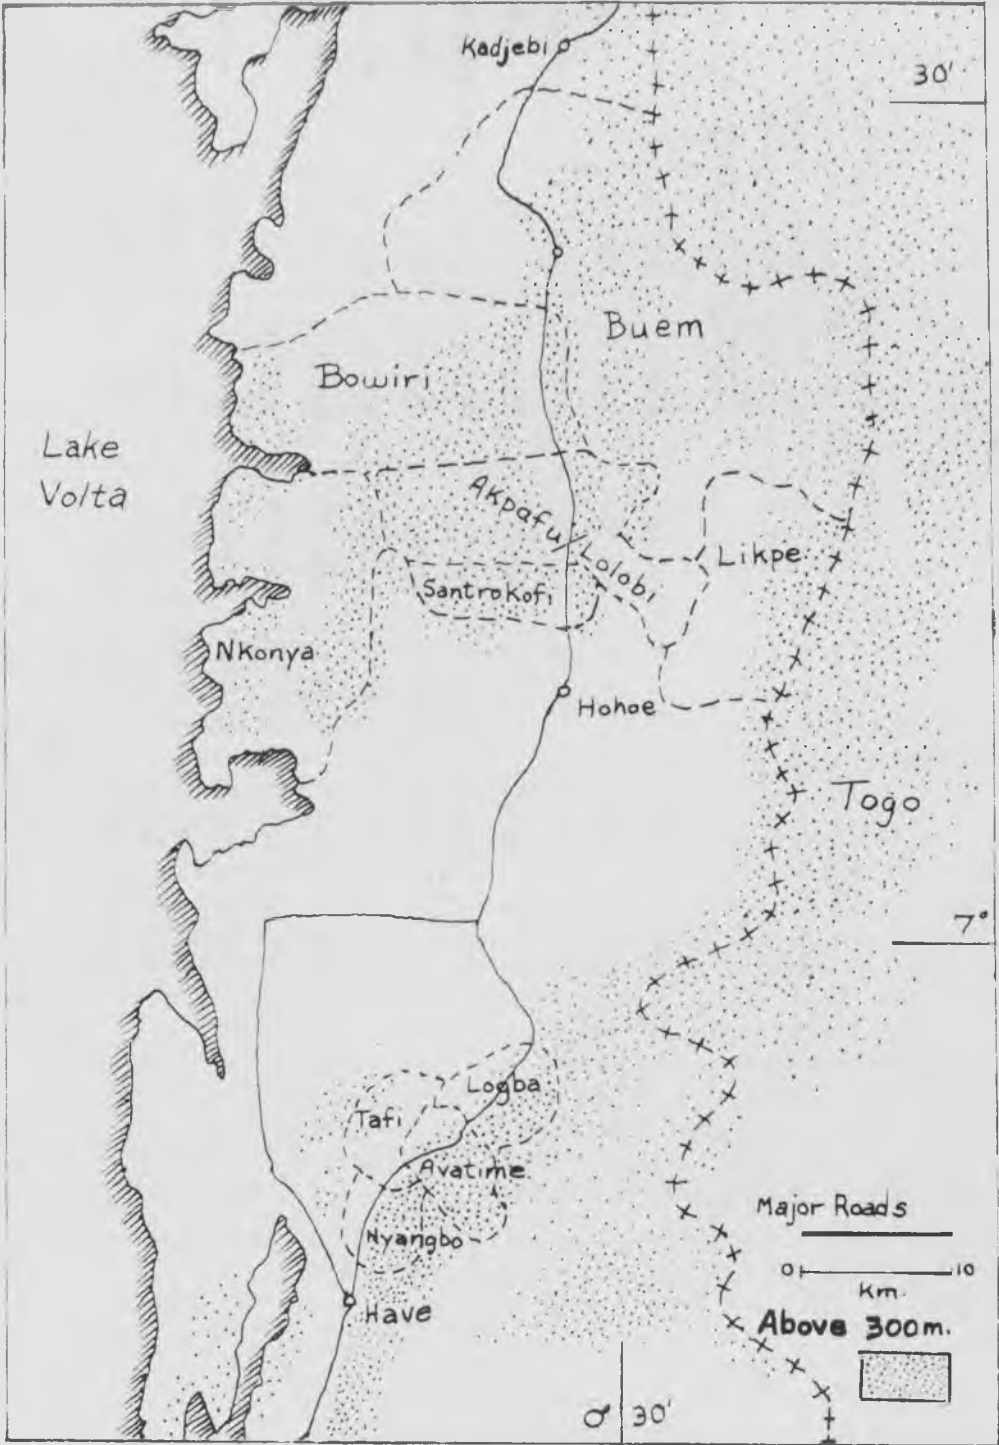 Kadjebi
30'
Buem
Bowiri
Lake
Volta
Akpafu
Lolobi
Likpe
Santrokofi
Nkonya
Hohoe
Togo
7°
Logba
Tafi
Avatime
Nyangbo
Major Roads
0 10
Km.
Have
Above 300m.
0° 30'